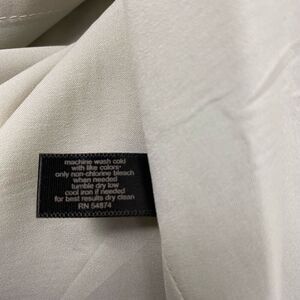 machine wash cold
with like colors·
only non-chlorine bleach
when needed
tumble dry low
cool iron if needed
for best results dry clean
RN 54874